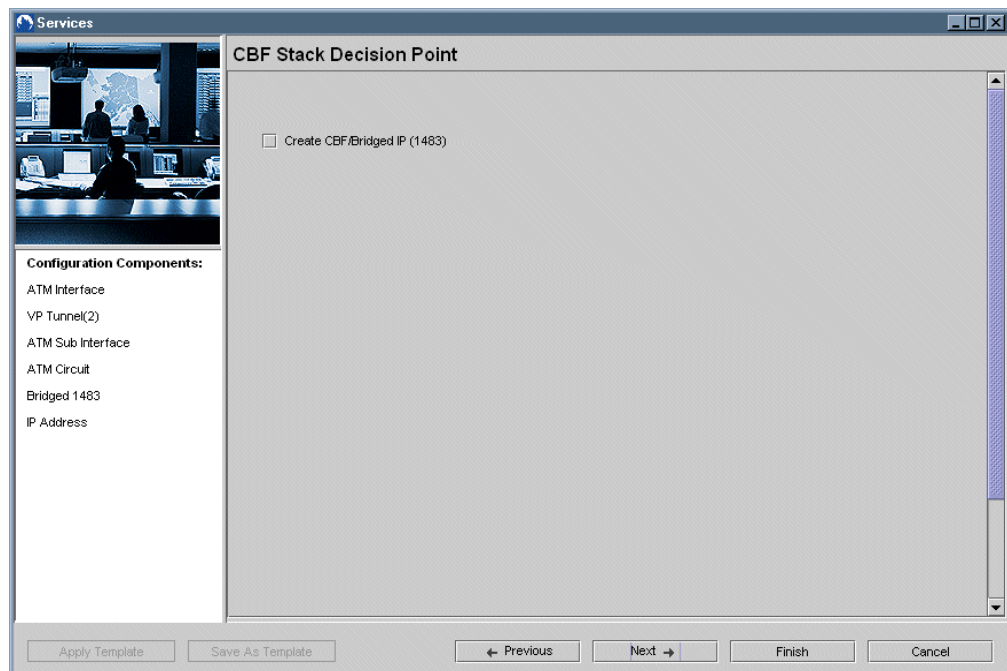 Services
CBF Stack Decision Point
Create CBF/Bridged IP (1483)
Configuration Components:
ATM Interface
VP Tunnel(2)
ATM Sub Interface
ATM Circuit
Bridged 1483
IP Address
Apply Template
Save As Template
Previous
Next
Finish
Cancel